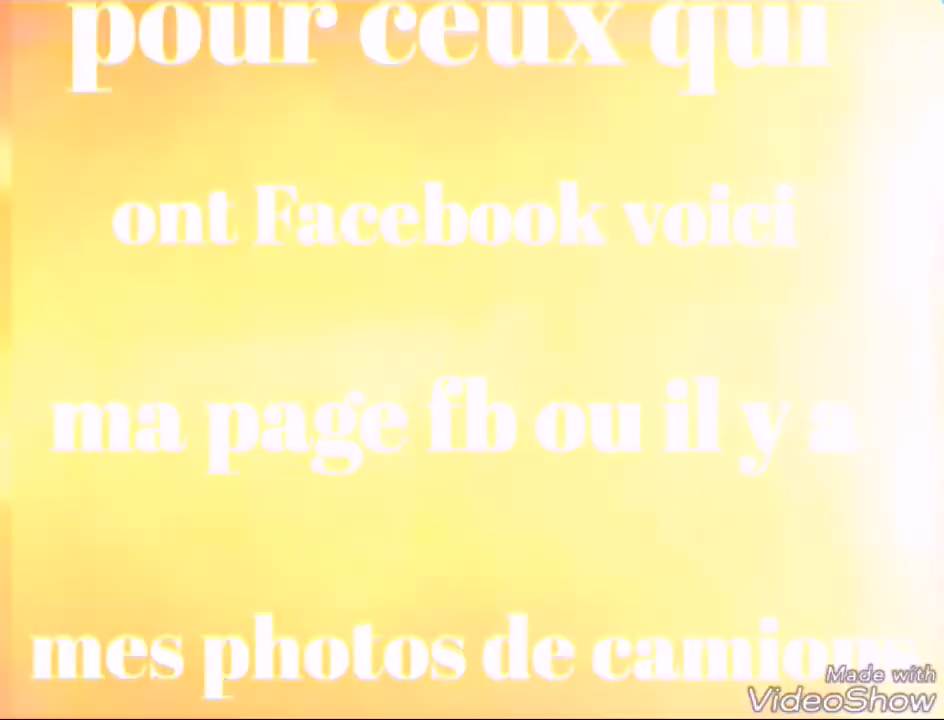 pour ceux qui
ont Facebook voici
ma page fb ou il y a
mes photos de camions
Made with
VideoShow